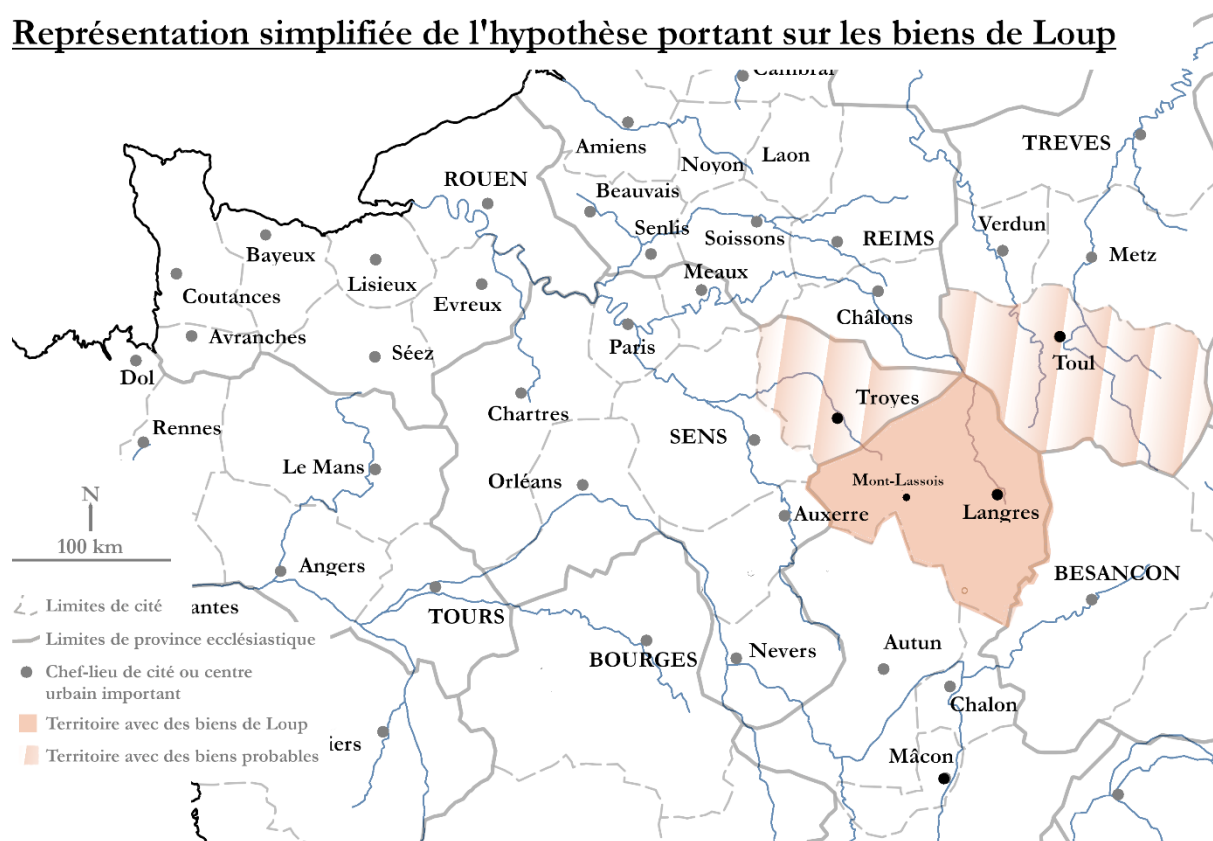 Représentation simplifiée de l'hypothèse portant sur les biens de Loup
Cambrai
Amiens
Noyon
Laon
TREVES
ROUEN
Beauvais
Senlis
Soissons
REIMS
Verdun
Metz
Bayeux
Lisieux
Evreux
Meaux
Coutances
Châlons
Avranches
Séez
Paris
Toul
Dol
Chartres
Troyes
Rennes
SENS
Le Mans
Orléans
Mont-Lassois
Langres
Auxerre
N
100 km
Angers
BESANCON
Limites de cité
antes
TOURS
Limites de province ecclésiastique
BOURGES
Nevers
Autun
Chef-lieu de cité ou centre
urbain important
Chalon
Territoire avec des biens de Loup
iers
Territoire avec des biens probables
Mâcon